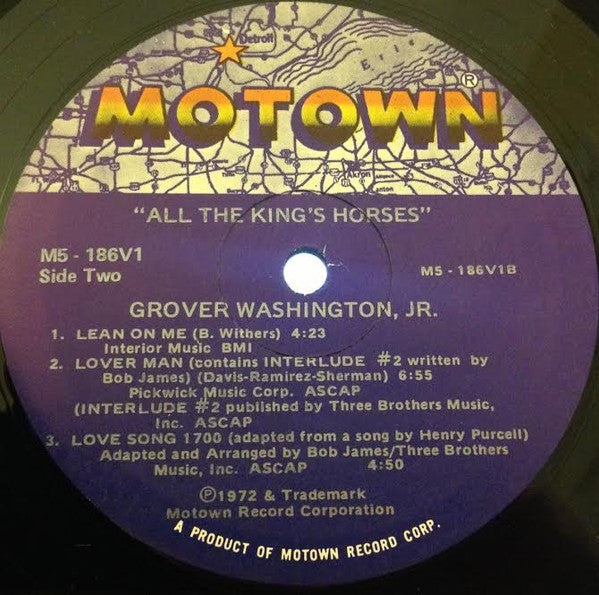 Detroit
Erie
MOTOWN®
Akron
anton
"ALL THE KING'S HORSES"
M5 - 186V1
Side Two
M5 - 186V1B
GROVER WASHINGTON, JR.
1. LEAN ON ME (B. Withers) 4:23
Interior Music BMI
2. LOVER MAN (contains INTERLUDE #2 written by
Bob James) (Davis-Ramirez-Sherman) 6:55
Pickwick Music Corp. ASCAP
(INTERLUDE #2 published by Three Brothers Music,
Inc. ASCAP
3. LOVE SONG 1700 (adapted from a song by Henry Purcell)
Adapted and Arranged by Bob James/Three Brothers
Music, Inc. ASCAP 4:50
℗1972 & Trademark
Motown Record Corporation
A PRODUCT OF MOTOWN RECORD CORP.